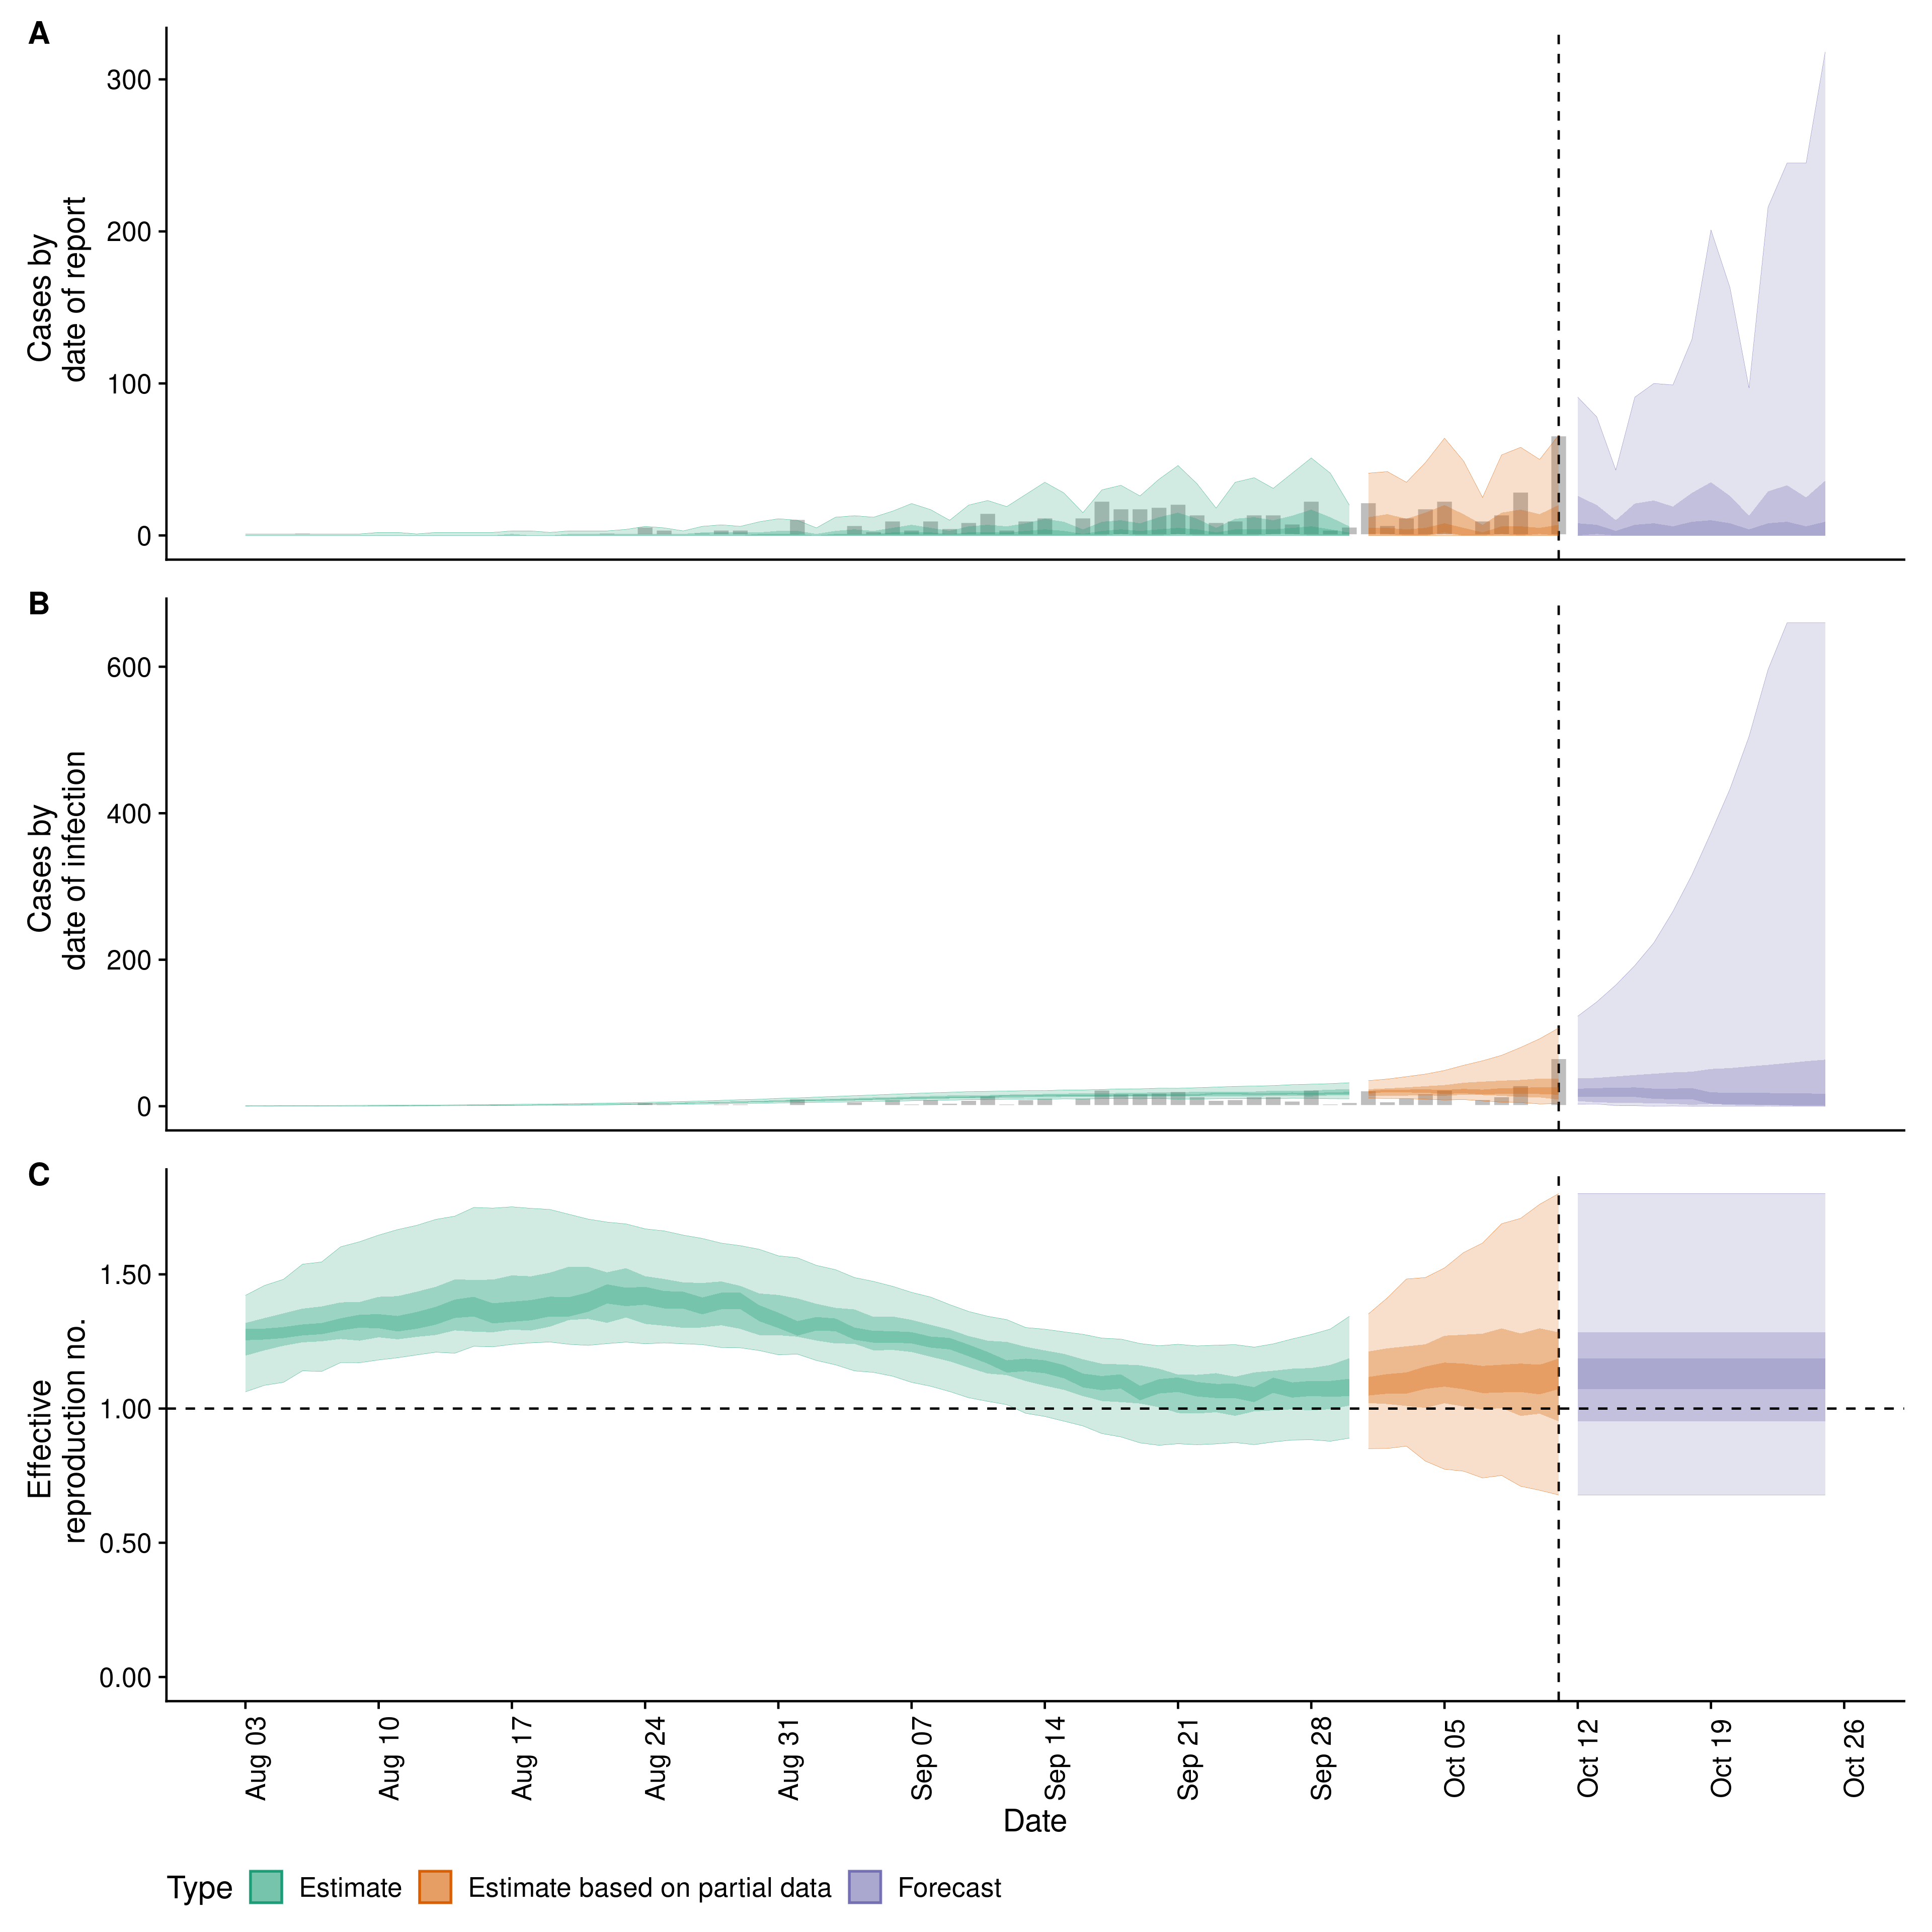 A
300
200
100
0
Cases by
date of report
B
600
400
200
0
Cases by
date of infection
C
1.50
1.00
0.50
0.00
Effective
reproduction no.
Aug 03
Aug 10
Aug 17
Aug 24
Aug 31
Sep 07
Sep 14
Sep 21
Sep 28
Oct 05
Oct 12
Oct 19
Oct 26
Date
Type Estimate Estimate based on partial data Forecast